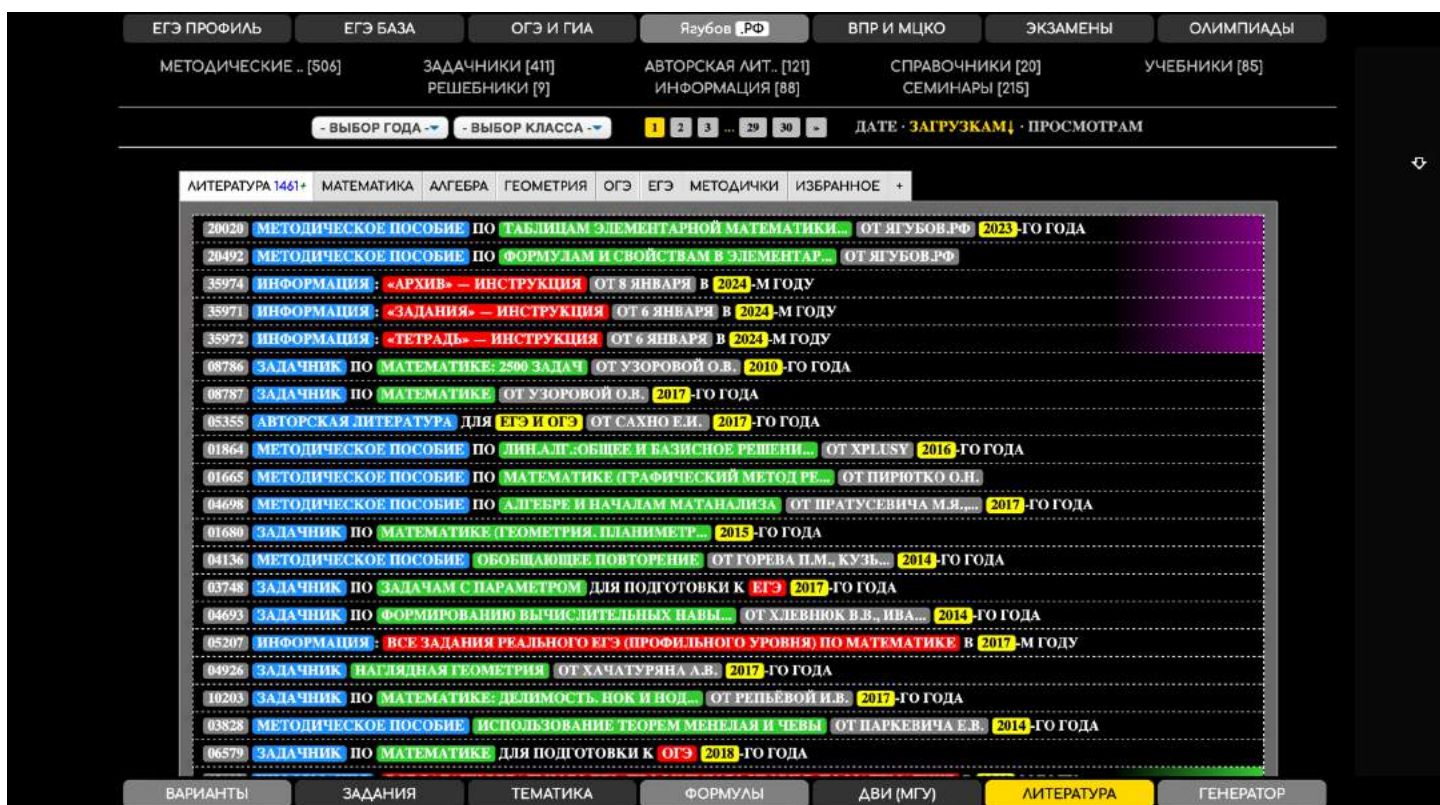 ЕГЭ ПРОФИЛЬ ЕГЭ БАЗА ОГЭ И ГИА Ягубов .РФ ВПР И МЦКО ЭКЗАМЕНЫ ОЛИМПИАДЫ
МЕТОДИЧЕСКИЕ .. [506] ЗАДАЧНИКИ [411] АВТОРСКАЯ ЛИТ.. [121] СПРАВОЧНИКИ [20] УЧЕБНИКИ [85]
РЕШЕБНИКИ [9] ИНФОРМАЦИЯ [88] СЕМИНАРЫ [215]
- ВЫБОР ГОДА - - ВЫБОР КЛАССА - 1 2 3 ... 29 30 » ДАТЕ · ЗАГРУЗКАМ↓ · ПРОСМОТРАМ
ЛИТЕРАТУРА 1461+ МАТЕМАТИКА АЛГЕБРА ГЕОМЕТРИЯ ОГЭ ЕГЭ МЕТОДИЧКИ ИЗБРАННОЕ +
20020 МЕТОДИЧЕСКОЕ ПОСОБИЕ ПО ТАБЛИЦАМ ЭЛЕМЕНТАРНОЙ МАТЕМАТИКИ... ОТ ЯГУБОВ.РФ 2023-ГО ГОДА
20492 МЕТОДИЧЕСКОЕ ПОСОБИЕ ПО ФОРМУЛАМ И СВОЙСТВАМ В ЭЛЕМЕНТАР... ОТ ЯГУБОВ.РФ
35974 ИНФОРМАЦИЯ: «АРХИВ» — ИНСТРУКЦИЯ ОТ 8 ЯНВАРЯ В 2024-М ГОДУ
35971 ИНФОРМАЦИЯ: «ЗАДАНИЯ» — ИНСТРУКЦИЯ ОТ 6 ЯНВАРЯ В 2024-М ГОДУ
35972 ИНФОРМАЦИЯ: «ТЕТРАДЬ» — ИНСТРУКЦИЯ ОТ 6 ЯНВАРЯ В 2024-М ГОДУ
08786 ЗАДАЧНИК ПО МАТЕМАТИКЕ: 2500 ЗАДАЧ ОТ УЗОРОВОЙ О.В. 2010-ГО ГОДА
08787 ЗАДАЧНИК ПО МАТЕМАТИКЕ ОТ УЗОРОВОЙ О.В. 2017-ГО ГОДА
05355 АВТОРСКАЯ ЛИТЕРАТУРА ДЛЯ ЕГЭ И ОГЭ ОТ САХНО Е.И. 2017-ГО ГОДА
01864 МЕТОДИЧЕСКОЕ ПОСОБИЕ ПО ЛИН.АЛГ.:ОБЩЕЕ И БАЗИСНОЕ РЕШЕНИ... ОТ XPLUSY 2016-ГО ГОДА
01665 МЕТОДИЧЕСКОЕ ПОСОБИЕ ПО МАТЕМАТИКЕ (ГРАФИЧЕСКИЙ МЕТОД РЕ... ОТ ПИРЮТКО О.Н.
04698 МЕТОДИЧЕСКОЕ ПОСОБИЕ ПО АЛГЕБРЕ И НАЧАЛАМ МАТАНАЛИЗА ОТ ПРАТУСЕВИЧА М.Я.,... 2017-ГО ГОДА
01680 ЗАДАЧНИК ПО МАТЕМАТИКЕ (ГЕОМЕТРИЯ. ПЛАНИМЕТР... 2015-ГО ГОДА
04136 МЕТОДИЧЕСКОЕ ПОСОБИЕ ОБОБЩАЮЩЕЕ ПОВТОРЕНИЕ ОТ ГОРЕВА П.М., КУЗЬ... 2014-ГО ГОДА
03748 ЗАДАЧНИК ПО ЗАДАЧАМ С ПАРАМЕТРОМ ДЛЯ ПОДГОТОВКИ К ЕГЭ 2017-ГО ГОДА
04693 ЗАДАЧНИК ПО ФОРМИРОВАНИЮ ВЫЧИСЛИТЕЛЬНЫХ НАВЫ... ОТ ХЛЕВНЮК В.В., ИВА... 2014-ГО ГОДА
05207 ИНФОРМАЦИЯ: ВСЕ ЗАДАНИЯ РЕАЛЬНОГО ЕГЭ (ПРОФИЛЬНОГО УРОВНЯ) ПО МАТЕМАТИКЕ В 2017-М ГОДУ
04926 ЗАДАЧНИК НАГЛЯДНАЯ ГЕОМЕТРИЯ ОТ ХАЧАТУРЯНА А.В. 2017-ГО ГОДА
10203 ЗАДАЧНИК ПО МАТЕМАТИКЕ: ДЕЛИМОСТЬ. НОК И НОД... ОТ РЕПЬЁВОЙ И.В. 2017-ГО ГОДА
03828 МЕТОДИЧЕСКОЕ ПОСОБИЕ ИСПОЛЬЗОВАНИЕ ТЕОРЕМ МЕНЕЛАЯ И ЧЕВЫ ОТ ПАРКЕВИЧА Е.В. 2014-ГО ГОДА
06579 ЗАДАЧНИК ПО МАТЕМАТИКЕ ДЛЯ ПОДГОТОВКИ К ОГЭ 2018-ГО ГОДА
ВАРИАНТЫ ЗАДАНИЯ ТЕМАТИКА ФОРМУЛЫ ДВИ (МГУ) ЛИТЕРАТУРА ГЕНЕРАТОР